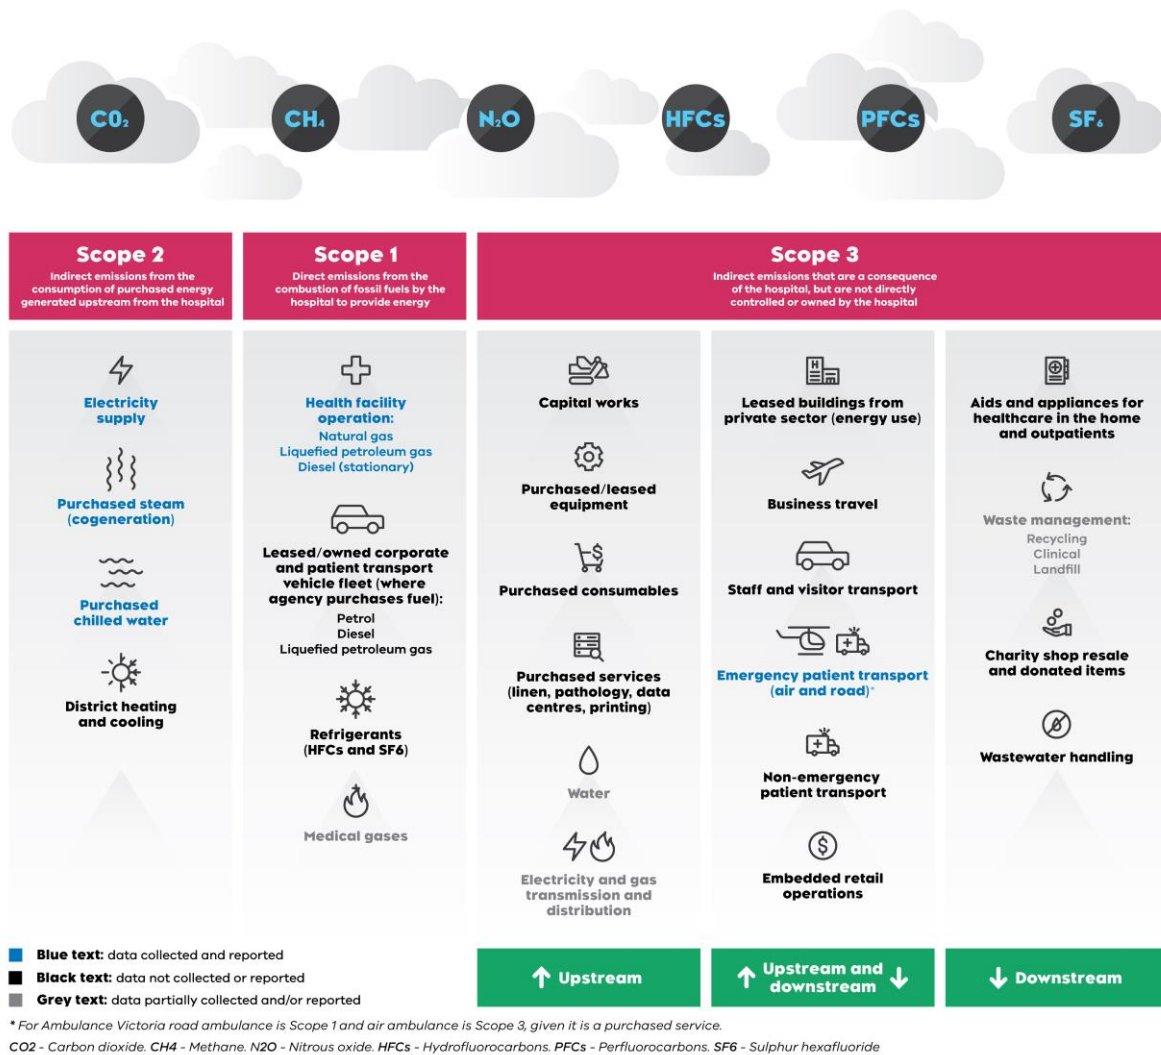 CO₂
CH₄
N₂O
HFCs
PFCs
SF₆
Scope 2
Indirect emissions from the
consumption of purchased energy
generated upstream from the hospital
Scope 1
Direct emissions from the
combustion of fossil fuels by the
hospital to provide energy
Scope 3
Indirect emissions that are a consequence
of the hospital, but are not directly
controlled or owned by the hospital
Electricity
supply
Purchased steam
(cogeneration)
Purchased
chilled water
District heating
and cooling
Health facility
operation:
Natural gas
Liquefied petroleum gas
Diesel (stationary)
Leased/owned corporate
and patient transport
vehicle fleet (where
agency purchases fuel):
Petrol
Diesel
Liquefied petroleum gas
Refrigerants
(HFCs and SF6)
Medical gases
Capital works
Purchased/leased
equipment
$
Purchased consumables
Purchased services
(linen, pathology, data
centres, printing)
Water
Electricity and gas
transmission and
distribution
H
Leased buildings from
private sector (energy use)
Business travel
Staff and visitor transport
Emergency patient transport
(air and road)*
Non-emergency
patient transport
$
Embedded retail
operations
Aids and appliances for
healthcare in the home
and outpatients
Waste management:
Recycling
Clinical
Landfill
Charity shop resale
and donated items
Wastewater handling
Blue text: data collected and reported
Black text: data not collected or reported
Grey text: data partially collected and/or reported
↑ Upstream
↑ Upstream and ↓
downstream
↓ Downstream
* For Ambulance Victoria road ambulance is Scope 1 and air ambulance is Scope 3, given it is a purchased service.
CO2 - Carbon dioxide. CH4 - Methane. N2O - Nitrous oxide. HFCs - Hydrofluorocarbons. PFCs - Perfluorocarbons. SF6 - Sulphur hexafluoride